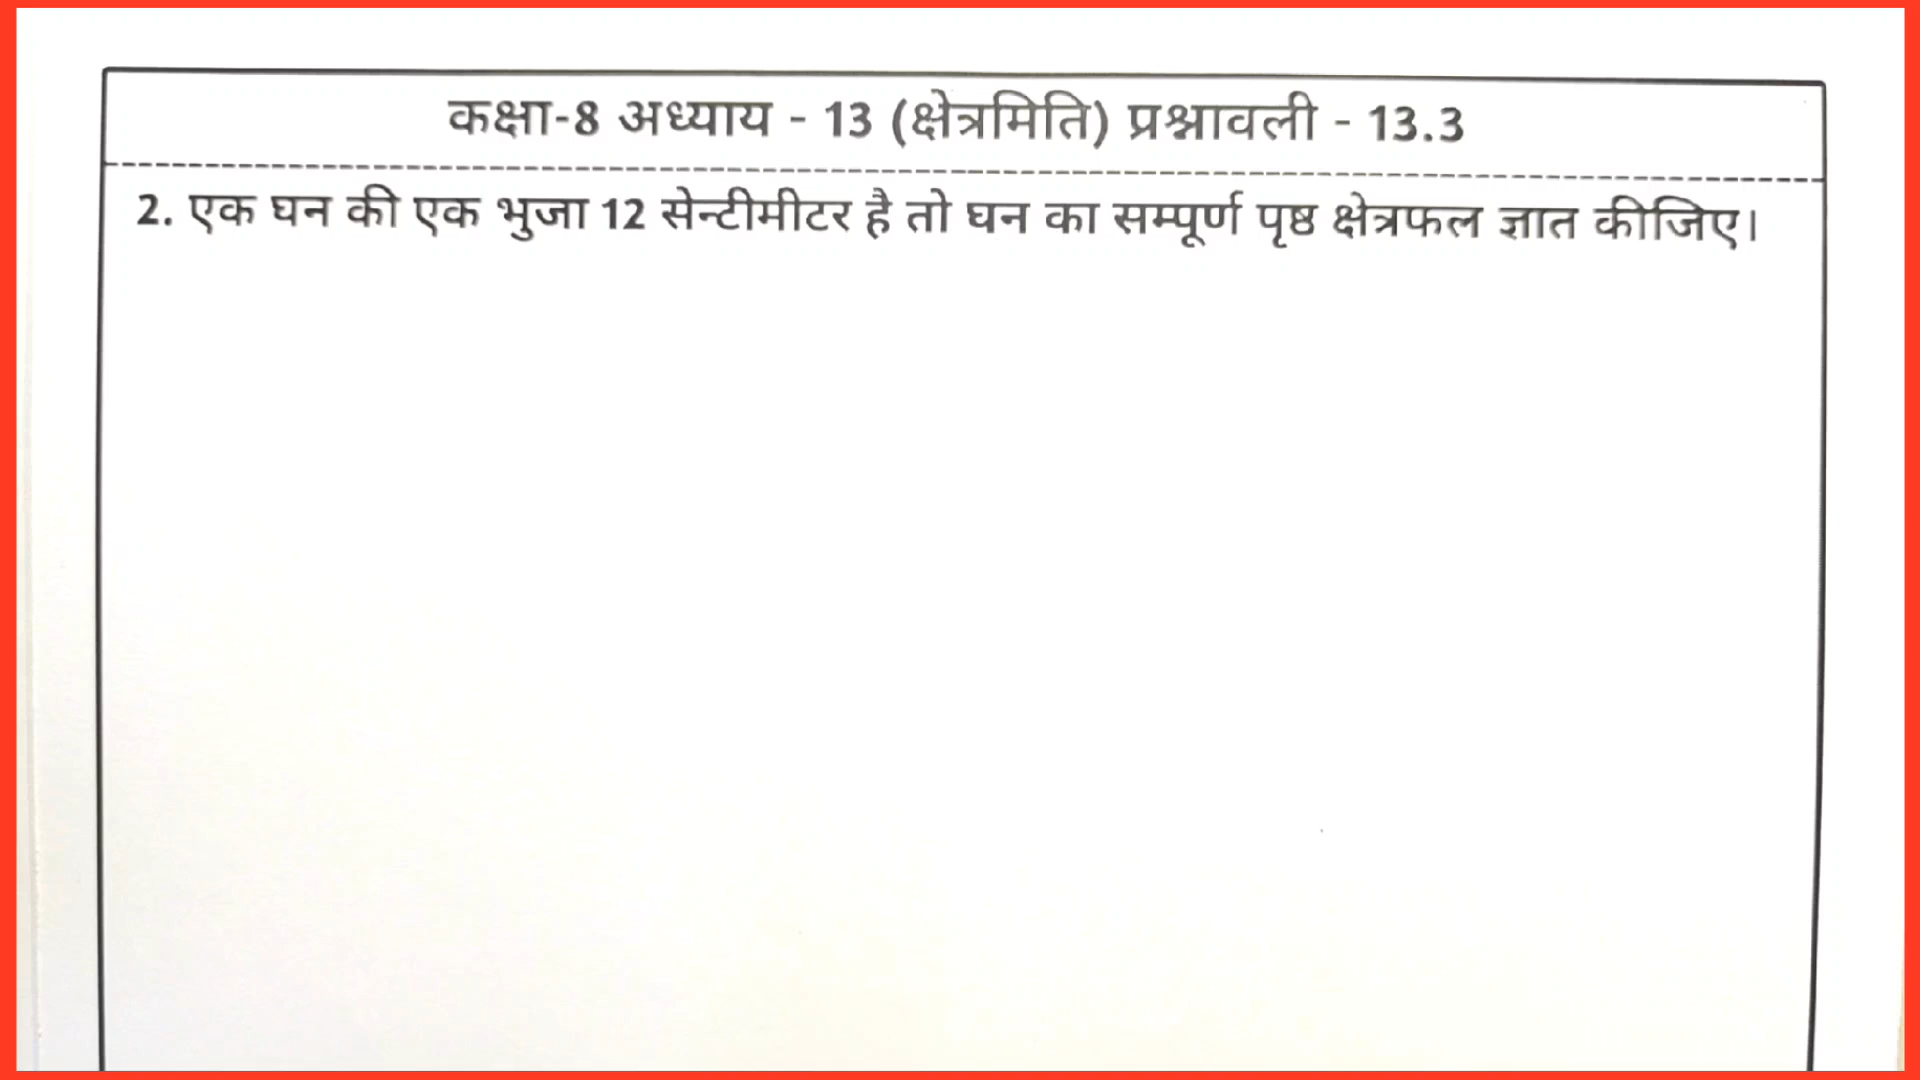 कक्षा-8 अध्याय - 13 (क्षेत्रमिति) प्रश्नावली - 13.3
2. एक घन की एक भुजा 12 सेन्टीमीटर है तो घन का सम्पूर्ण पृष्ठ क्षेत्रफल ज्ञात कीजिए।